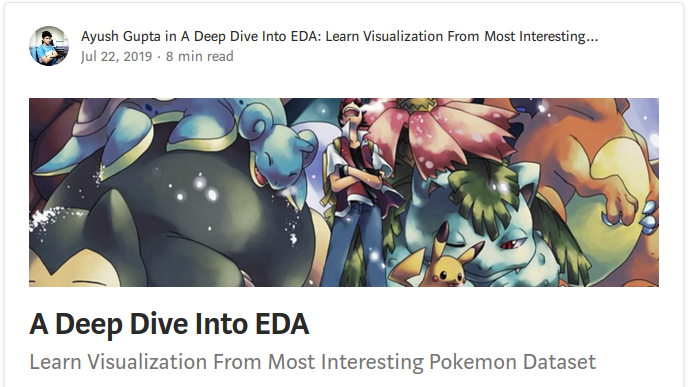 Ayush Gupta in A Deep Dive Into EDA: Learn Visualization From Most Interesting...
Jul 22, 2019 · 8 min read
A Deep Dive Into EDA
Learn Visualization From Most Interesting Pokemon Dataset